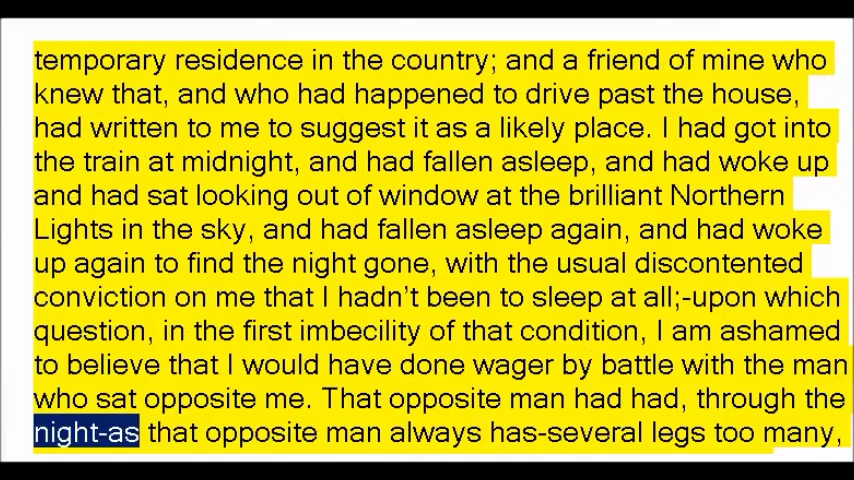 temporary residence in the country; and a friend of mine who
knew that, and who had happened to drive past the house,
had written to me to suggest it as a likely place. I had got into
the train at midnight, and had fallen asleep, and had woke up
and had sat looking out of window at the brilliant Northern
Lights in the sky, and had fallen asleep again, and had woke
up again to find the night gone, with the usual discontented
conviction on me that I hadn't been to sleep at all;-upon which
question, in the first imbecility of that condition, I am ashamed
to believe that I would have done wager by battle with the man
who sat opposite me. That opposite man had had, through the
night-as that opposite man always has-several legs too many,